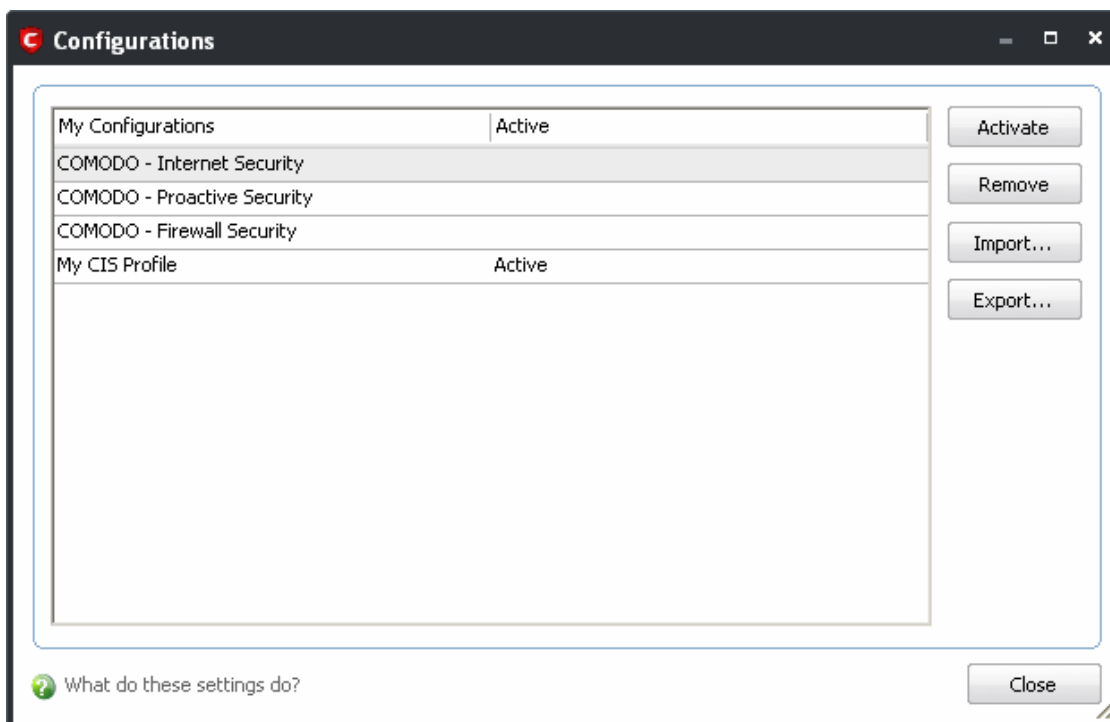 Configurations
My Configurations Active
COMODO - Internet Security
COMODO - Proactive Security
COMODO - Firewall Security
My CIS Profile Active
Activate
Remove
Import...
Export...
What do these settings do?
Close